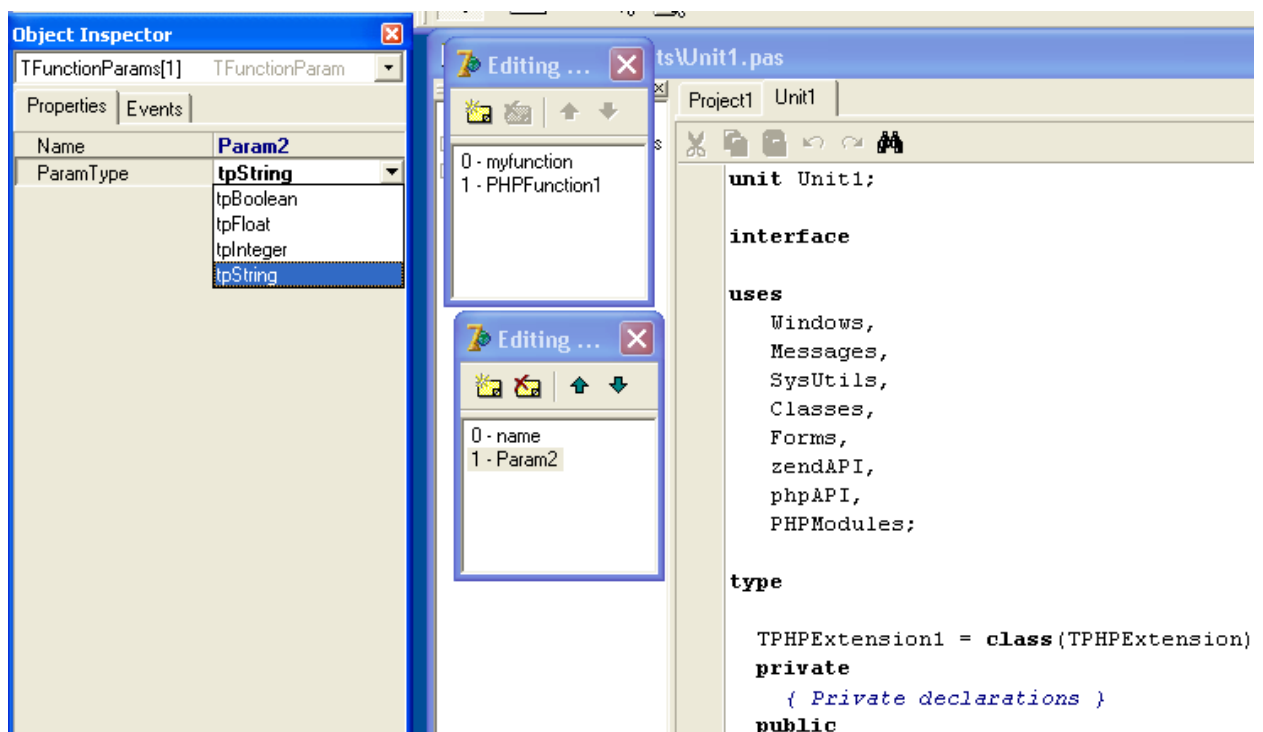 Object Inspector
TFunctionParams[1] TFunctionParam
Properties Events
Name Param2
ParamType tpString
tpBoolean
tpFloat
tpInteger
tpString
Editing ...
0 - myfunction
1 - PHPFunction1
Editing ...
0 - name
1 - Param2
ts\Unit1.pas
Project1 Unit1
s
unit Unit1;
interface
uses
Windows,
Messages,
SysUtils,
Classes,
Forms,
zendAPI,
phpAPI,
PHPModules;
type
TPHPExtension1 = class(TPHPExtension)
private
{ Private declarations }
public